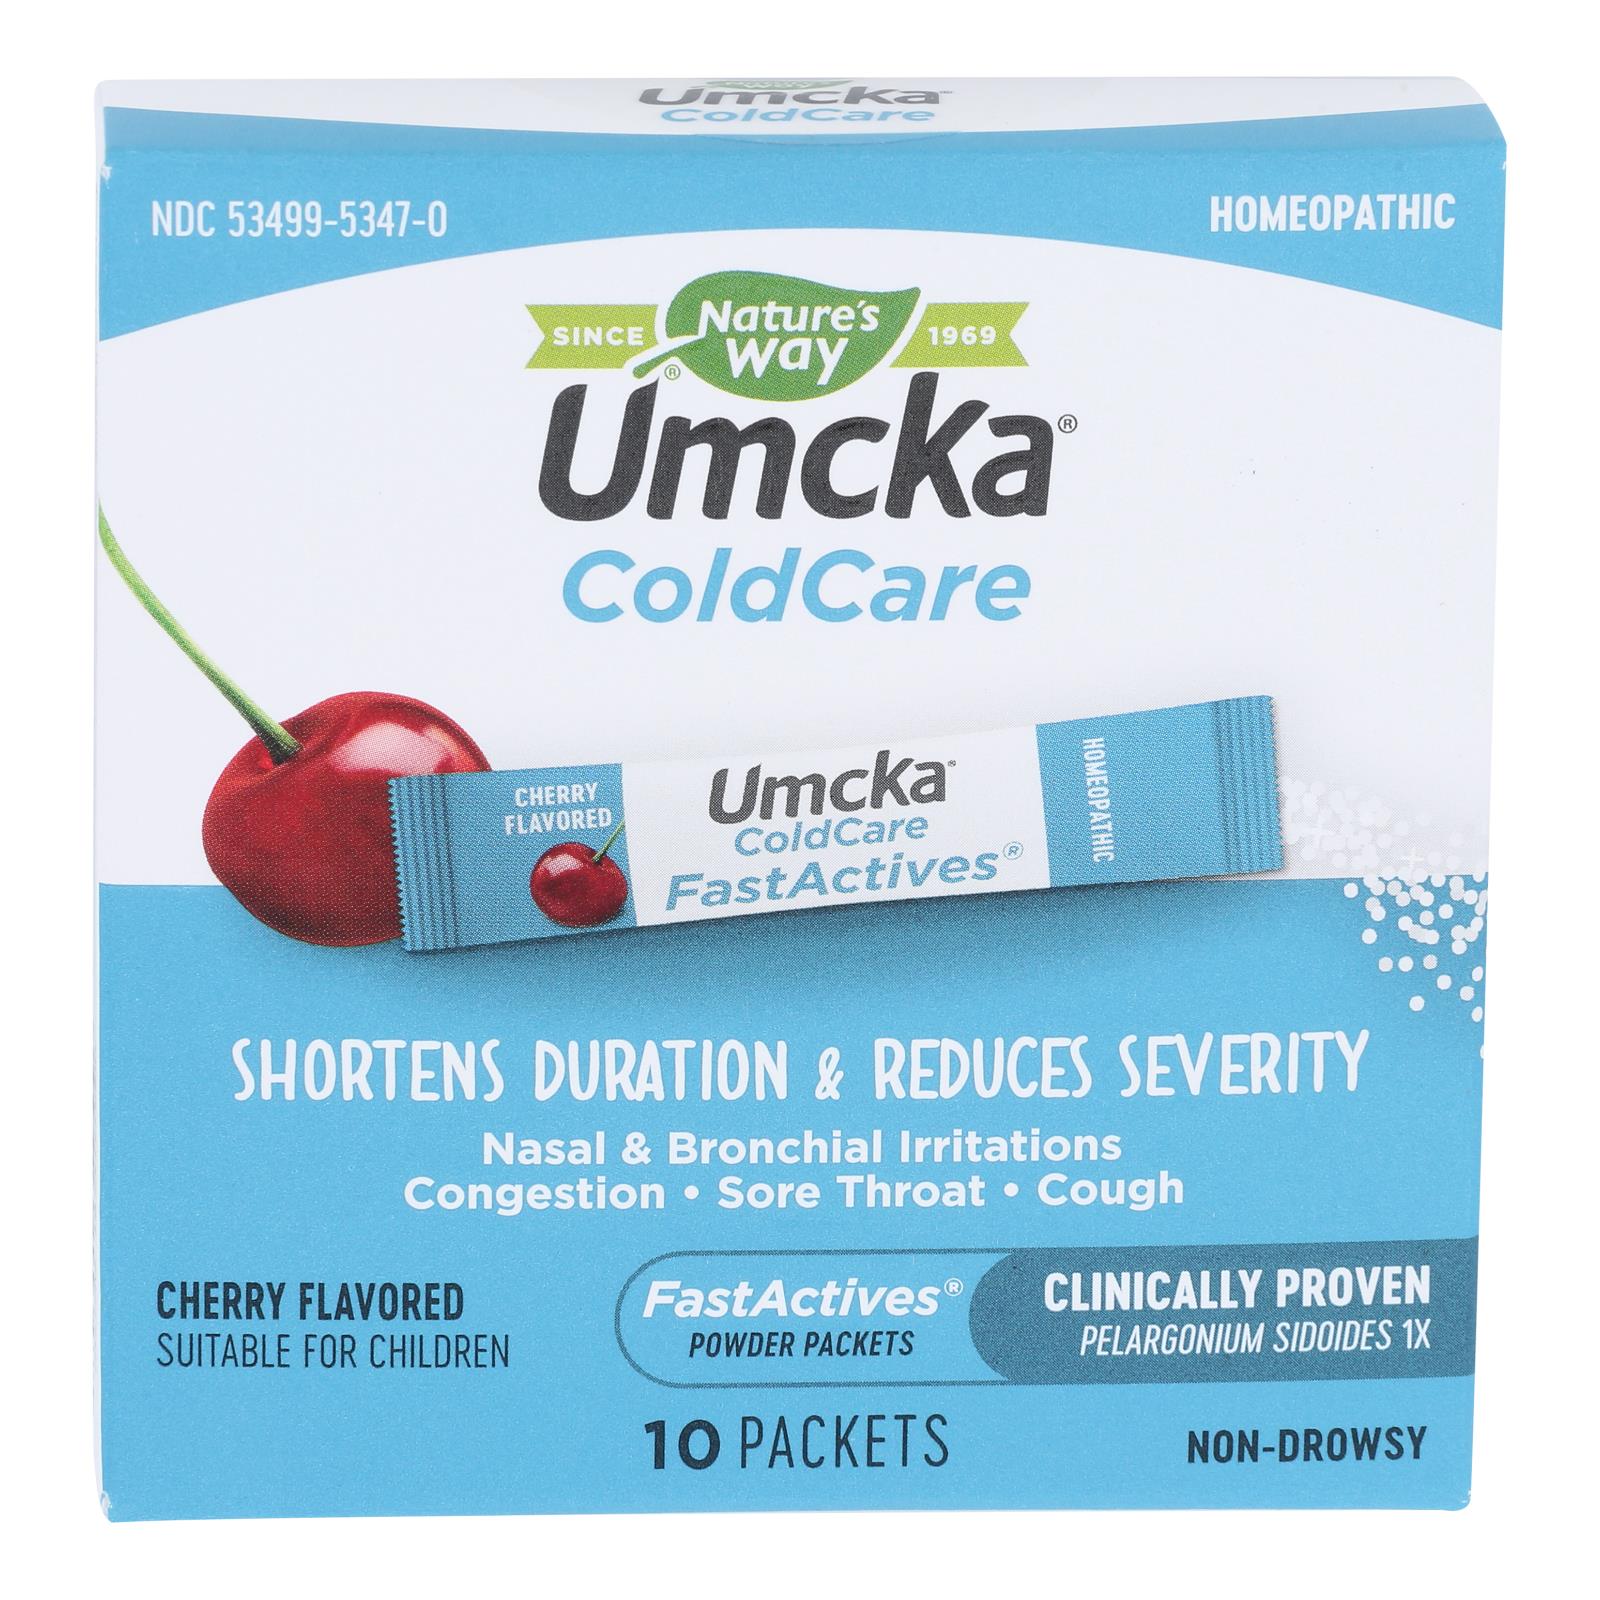 Nature's Way
Umcka
ColdCare
NDC 53499-5347-0
HOMEOPATHIC
SINCE
Nature's
Way
1969
®
Umcka®
ColdCare
CHERRY
FLAVORED
Umcka®
ColdCare
FastActives®
HOMEOPATHIC
SHORTENS DURATION & REDUCES SEVERITY
Nasal & Bronchial Irritations
Congestion • Sore Throat • Cough
CHERRY FLAVORED
SUITABLE FOR CHILDREN
FastActives®
POWDER PACKETS
CLINICALLY PROVEN
PELARGONIUM SIDOIDES 1X
10 PACKETS
NON-DROWSY